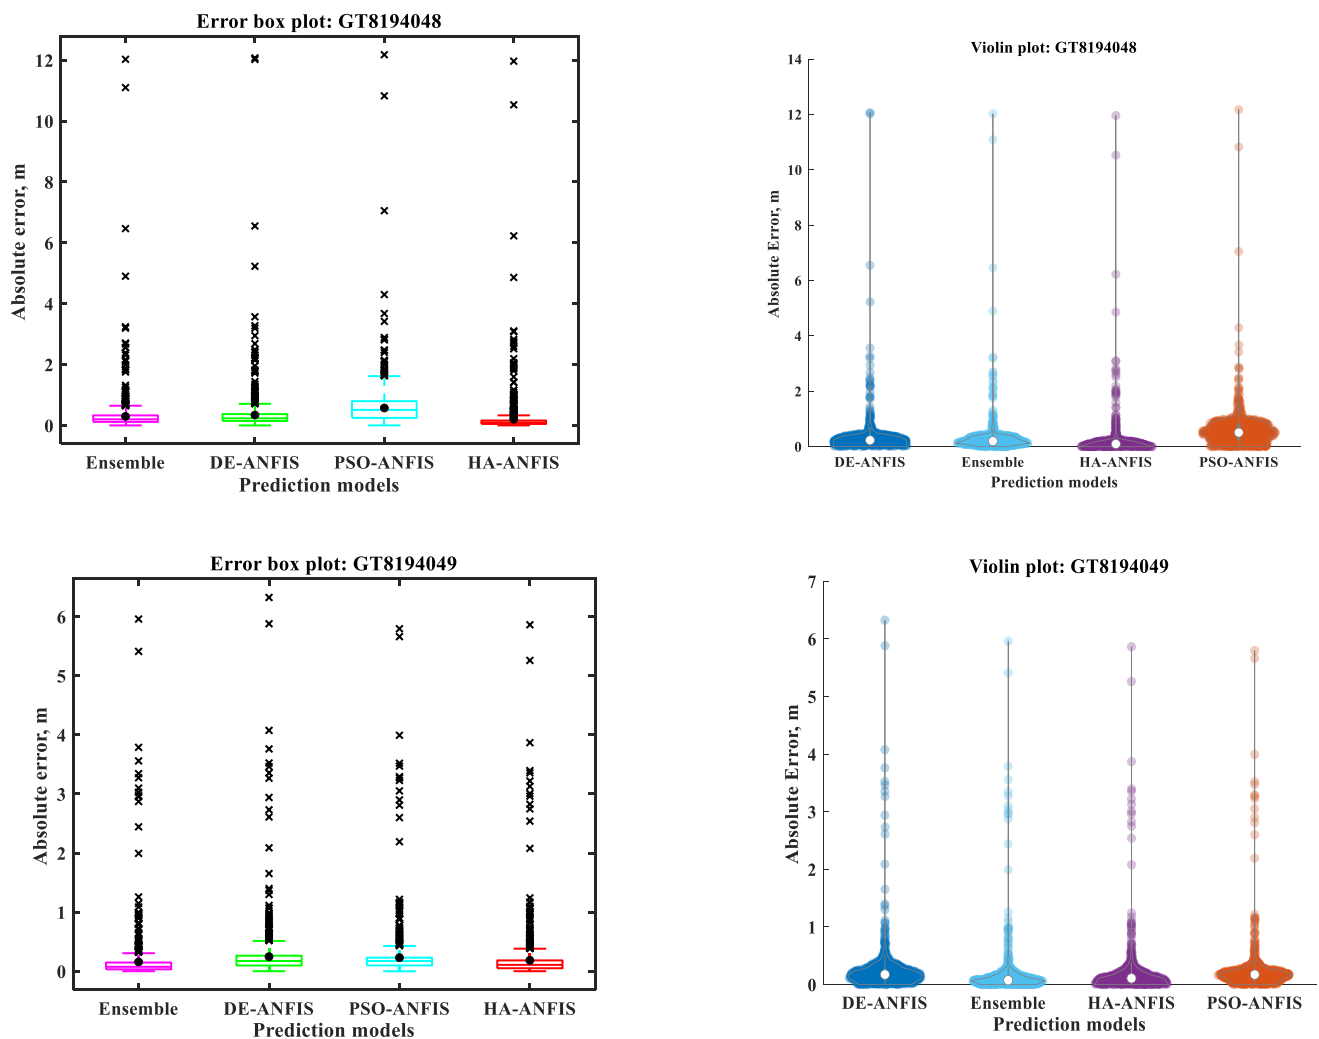 Error box plot: GT8194048
12
10
8
6
4
2
0
Absolute error, m
Ensemble DE-ANFIS PSO-ANFIS HA-ANFIS
Prediction models
Violin plot: GT8194048
14
12
10
8
6
4
2
0
Absolute Error, m
DE-ANFIS Ensemble HA-ANFIS PSO-ANFIS
Prediction models
Error box plot: GT8194049
6
5
4
3
2
1
0
Absolute error, m
Ensemble DE-ANFIS PSO-ANFIS HA-ANFIS
Prediction models
Violin plot: GT8194049
7
6
5
4
3
2
1
0
Absolute Error, m
DE-ANFIS Ensemble HA-ANFIS PSO-ANFIS
Prediction models